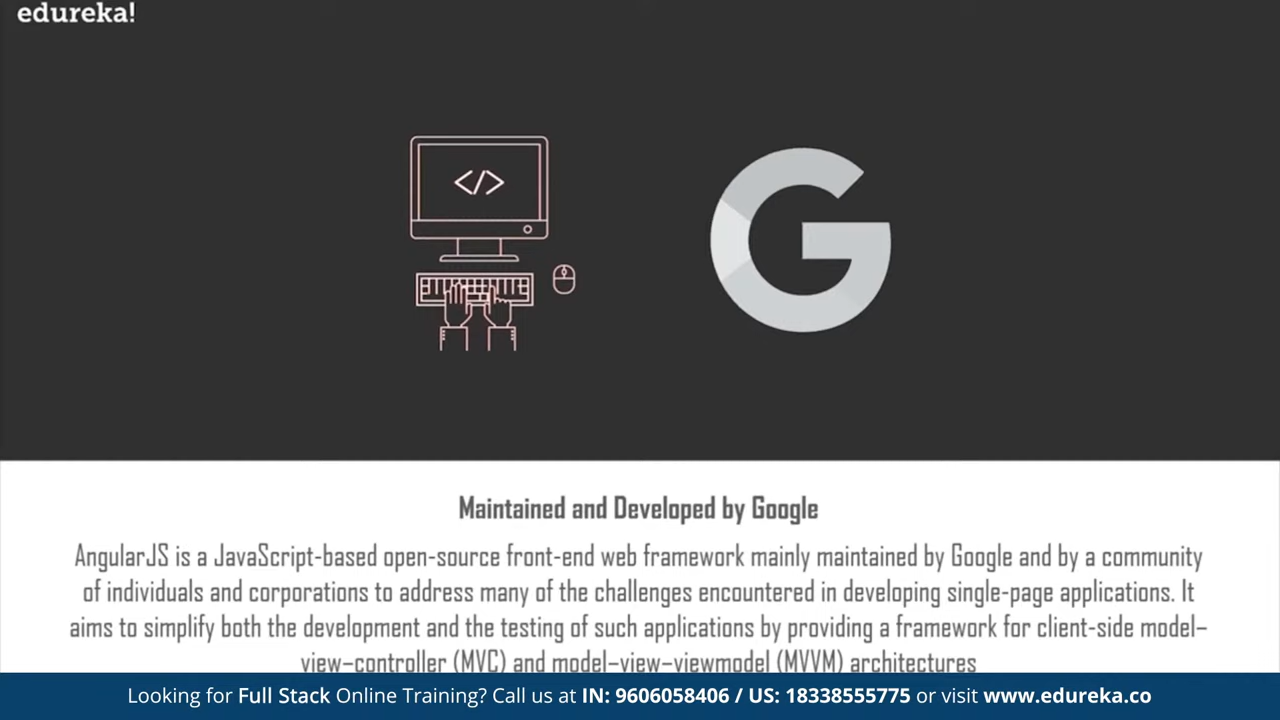 edureka!
</>
G
Maintained and Developed by Google
AngularJS is a JavaScript-based open-source front-end web framework mainly maintained by Google and by a community
of individuals and corporations to address many of the challenges encountered in developing single-page applications. It
aims to simplify both the development and the testing of such applications by providing a framework for client-side model–
view–controller (MVC) and model–view–viewmodel (MVVM) architectures
Looking for Full Stack Online Training? Call us at IN: 9606058406 / US: 18338555775 or visit www.edureka.co